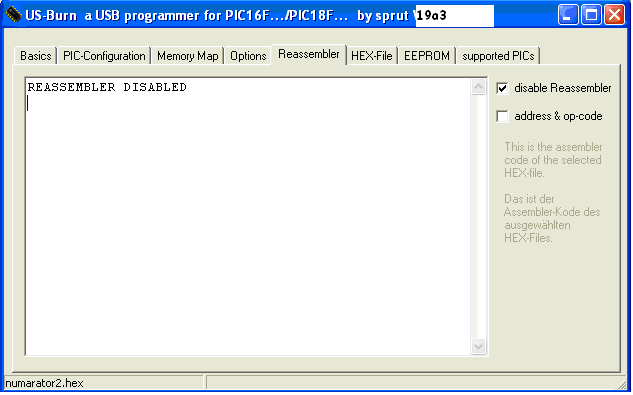 US-Burn a USB programmer for PIC16F.../PIC18F... by sprut \19a3
Basics PIC-Configuration Memory Map Options Reassembler HEX-File EEPROM supported PICs
REASSEMBLER DISABLED
disable Reassembler
address & op-code
This is the assembler
code of the selected
HEX-file.
Das ist der
Assembler-Kode des
ausgewählten
HEX-Files.
numarator2.hex